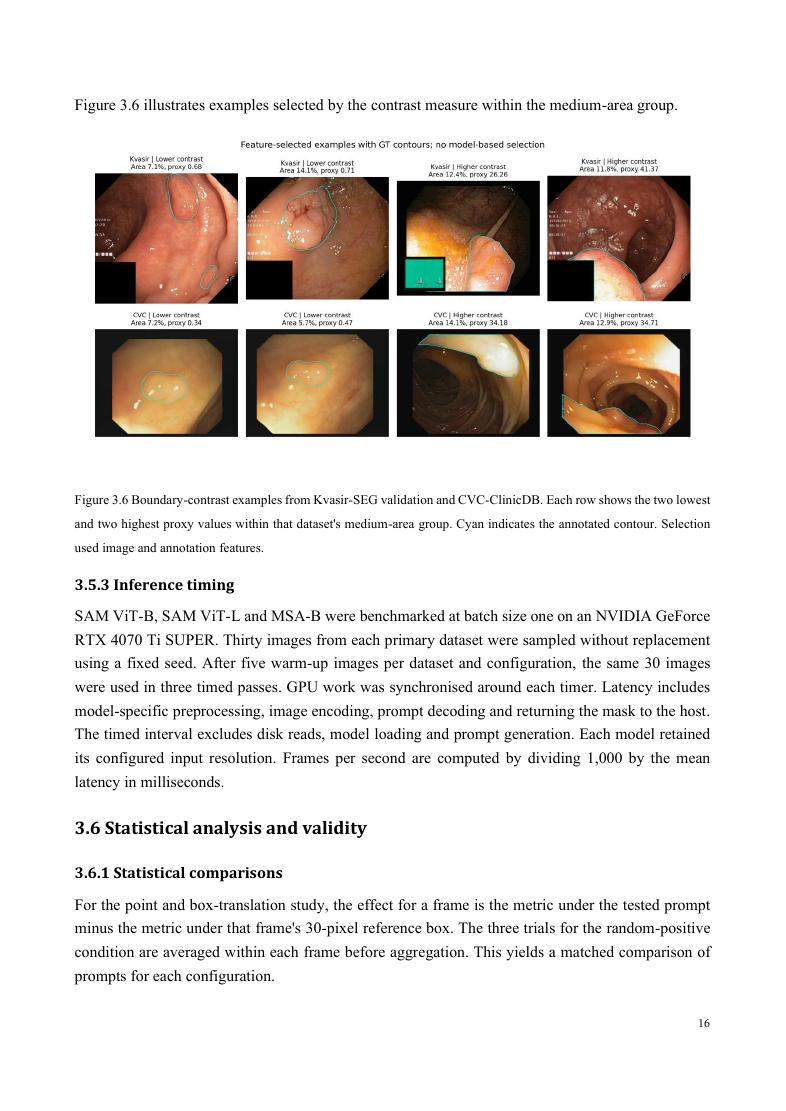 Figure 3.6 illustrates examples selected by the contrast measure within the medium-area group.
Feature-selected examples with GT contours; no model-based selection
Kvasir | Lower contrast
Area 7.1%, proxy 0.68
Kvasir | Lower contrast
Area 14.1%, proxy 0.71
Kvasir | Higher contrast
Area 12.4%, proxy 26.26
Kvasir | Higher contrast
Area 11.8%, proxy 41.37
CVC | Lower contrast
Area 7.2%, proxy 0.34
CVC | Lower contrast
Area 5.7%, proxy 0.47
CVC | Higher contrast
Area 14.1%, proxy 34.18
CVC | Higher contrast
Area 12.9%, proxy 34.71
Figure 3.6 Boundary-contrast examples from Kvasir-SEG validation and CVC-ClinicDB. Each row shows the two lowest
and two highest proxy values within that dataset's medium-area group. Cyan indicates the annotated contour. Selection
used image and annotation features.
3.5.3 Inference timing
SAM ViT-B, SAM ViT-L and MSA-B were benchmarked at batch size one on an NVIDIA GeForce
RTX 4070 Ti SUPER. Thirty images from each primary dataset were sampled without replacement
using a fixed seed. After five warm-up images per dataset and configuration, the same 30 images
were used in three timed passes. GPU work was synchronised around each timer. Latency includes
model-specific preprocessing, image encoding, prompt decoding and returning the mask to the host.
The timed interval excludes disk reads, model loading and prompt generation. Each model retained
its configured input resolution. Frames per second are computed by dividing 1,000 by the mean
latency in milliseconds.
3.6 Statistical analysis and validity
3.6.1 Statistical comparisons
For the point and box-translation study, the effect for a frame is the metric under the tested prompt
minus the metric under that frame's 30-pixel reference box. The three trials for the random-positive
condition are averaged within each frame before aggregation. This yields a matched comparison of
prompts for each configuration.
16